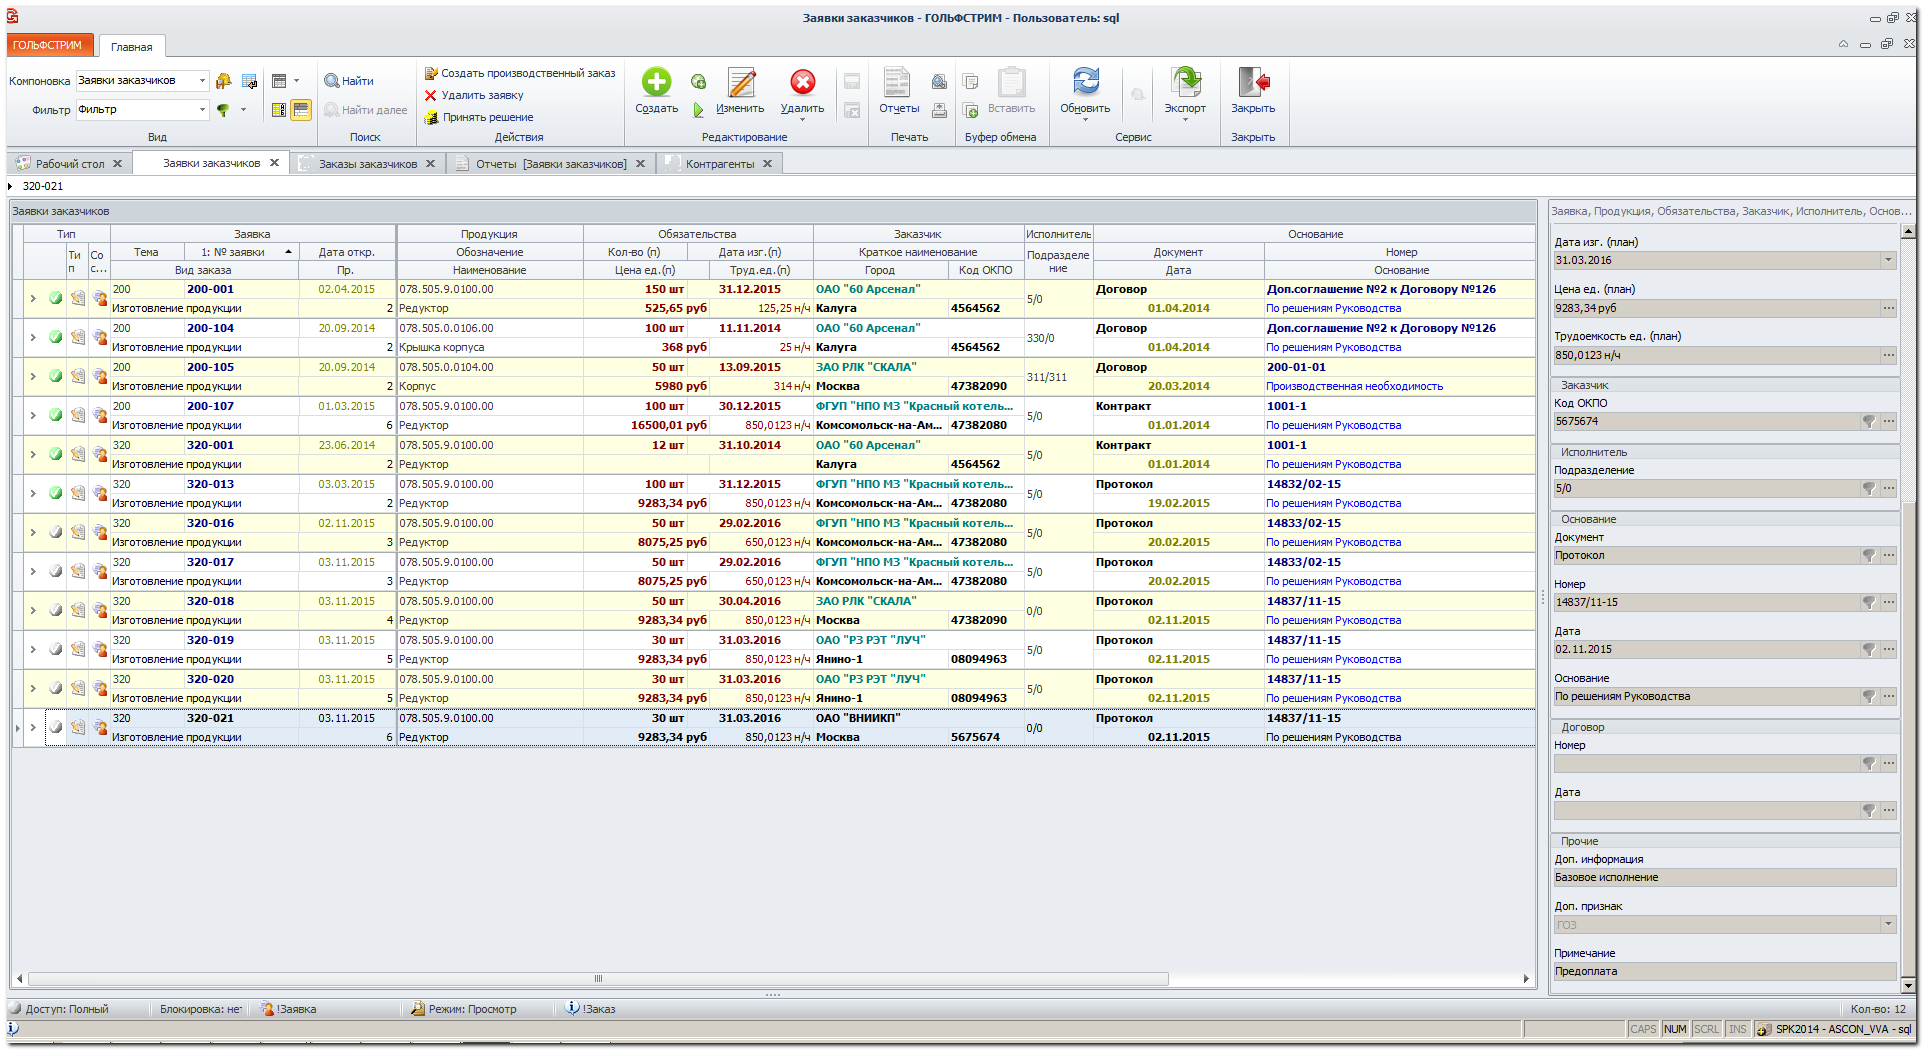 Заявки заказчиков - ГОЛЬФСТРИМ - Пользователь: sql
ГОЛЬФСТРИМ Главная
Компоновка Заявки заказчиков
Фильтр Фильтр
Вид
Найти
Найти далее
Поиск
Создать производственный заказ
Удалить заявку
Принять решение
Действия
Создать Изменить Удалить
Редактирование
Отчеты
Печать
Вставить
Буфер обмена
Обновить Экспорт
Сервис
Закрыть
Закрыть
Рабочий стол Заявки заказчиков Заказы заказчиков Отчеты [Заявки заказчиков] Контрагенты
320-021
Заявки заказчиков
Тип Заявка Продукция Обязательства Заказчик Исполнитель Основание
Ти п Со с... Тема 1: № заявки Дата откр. Обозначение Кол-во (п) Дата изг.(п) Краткое наименование Подразделе ние Документ Номер
Вид заказа Пр. Наименование Цена ед.(п) Труд.ед.(п) Город Код ОКПО Дата Основание
200 200-001 02.04.2015 078.505.9.0100.00 150 шт 31.12.2015 ОАО "60 Арсенал" 5/0 Договор Доп.соглашение №2 к Договору №126
Изготовление продукции 2 Редуктор 525,65 руб 125,25 н/ч Калуга 4564562 01.04.2014 По решениям Руководства
200 200-104 20.09.2014 078.505.0.0106.00 100 шт 11.11.2014 ОАО "60 Арсенал" 330/0 Договор Доп.соглашение №2 к Договору №126
Изготовление продукции 2 Крышка корпуса 368 руб 25 н/ч Калуга 4564562 01.04.2014 По решениям Руководства
200 200-105 20.09.2014 078.505.0.0104.00 50 шт 13.09.2015 ЗАО РЛК "СКАЛА" 311/311 Договор 200-01-01
Изготовление продукции 2 Корпус 5980 руб 314 н/ч Москва 47382090 20.03.2014 Производственная необходимость
200 200-107 01.03.2015 078.505.9.0100.00 100 шт 30.12.2015 ФГУП "НПО МЗ "Красный котель... 5/0 Контракт 1001-1
Изготовление продукции 6 Редуктор 16500,01 руб 850,0123 н/ч Комсомольск-на-Ам... 47382080 01.01.2014 По решениям Руководства
320 320-001 23.06.2014 078.505.9.0100.00 12 шт 31.10.2014 ОАО "60 Арсенал" 5/0 Контракт 1001-1
Изготовление продукции 2 Редуктор Калуга 4564562 01.01.2014 По решениям Руководства
320 320-013 03.03.2015 078.505.9.0100.00 100 шт 31.12.2015 ФГУП "НПО МЗ "Красный котель... 5/0 Протокол 14832/02-15
Изготовление продукции 2 Редуктор 9283,34 руб 850,0123 н/ч Комсомольск-на-Ам... 47382080 19.02.2015 По решениям Руководства
320 320-016 02.11.2015 078.505.9.0100.00 50 шт 29.02.2016 ФГУП "НПО МЗ "Красный котель... 5/0 Протокол 14833/02-15
Изготовление продукции 3 Редуктор 8075,25 руб 650,0123 н/ч Комсомольск-на-Ам... 47382080 20.02.2015 По решениям Руководства
320 320-017 03.11.2015 078.505.9.0100.00 50 шт 29.02.2016 ФГУП "НПО МЗ "Красный котель... 5/0 Протокол 14833/02-15
Изготовление продукции 3 Редуктор 8075,25 руб 650,0123 н/ч Комсомольск-на-Ам... 47382080 20.02.2015 По решениям Руководства
320 320-018 03.11.2015 078.505.9.0100.00 50 шт 30.04.2016 ЗАО РЛК "СКАЛА" 0/0 Протокол 14837/11-15
Изготовление продукции 4 Редуктор 9283,34 руб 850,0123 н/ч Москва 47382090 02.11.2015 По решениям Руководства
320 320-019 03.11.2015 078.505.9.0100.00 30 шт 31.03.2016 ОАО "РЗ РЭТ "ЛУЧ" 5/0 Протокол 14837/11-15
Изготовление продукции 5 Редуктор 9283,34 руб 850,0123 н/ч Янино-1 08094963 02.11.2015 По решениям Руководства
320 320-020 03.11.2015 078.505.9.0100.00 30 шт 31.03.2016 ОАО "РЗ РЭТ "ЛУЧ" 5/0 Протокол 14837/11-15
Изготовление продукции 5 Редуктор 9283,34 руб 850,0123 н/ч Янино-1 08094963 02.11.2015 По решениям Руководства
320 320-021 03.11.2015 078.505.9.0100.00 30 шт 31.03.2016 ОАО "ВНИИКП" 0/0 Протокол 14837/11-15
Изготовление продукции 6 Редуктор 9283,34 руб 850,0123 н/ч Москва 5675674 02.11.2015 По решениям Руководства
Заявка, Продукция, Обязательства, Заказчик, Исполнитель, Основ...
Дата изг. (план)
31.03.2016
Цена ед. (план)
9283,34 руб
Трудоемкость ед. (план)
850,0123 н/ч
Заказчик
Код ОКПО
5675674
Исполнитель
Подразделение
5/0
Основание
Документ
Протокол
Номер
14837/11-15
Дата
02.11.2015
Основание
По решениям Руководства
Договор
Номер
Дата
Прочие
Доп. информация
Базовое исполнение
Доп. признак
ГОЗ
Примечание
Предоплата
Доступ: Полный Блокировка: нет !Заявка Режим: Просмотр !Заказ Кол-во: 12
CAPS NUM SCRL INS SPK2014 - ASCON_VVA - sql